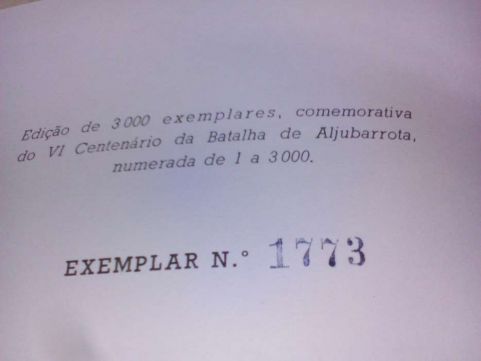 Edição de 3000 exemplares, comemorativa
do VI Centenário da Batalha de Aljubarrota,
numerada de 1 a 3000.
EXEMPLAR N.º 1773